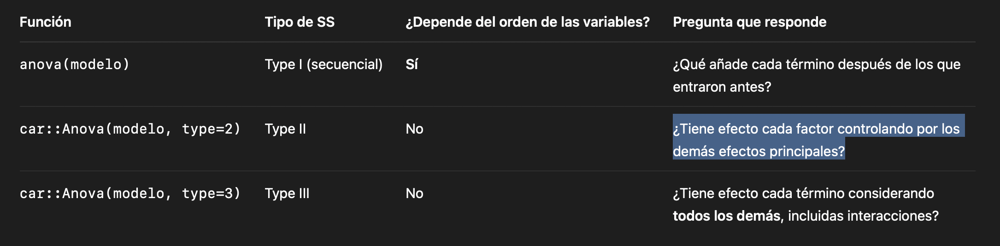 Función Tipo de SS ¿Depende del orden de las variables? Pregunta que responde
anova(modelo) Type I (secuencial) Sí ¿Qué añade cada término después de los que
entraron antes?
car::Anova(modelo, type=2) Type II No ¿Tiene efecto cada factor controlando por los
demás efectos principales?
car::Anova(modelo, type=3) Type III No ¿Tiene efecto cada término considerando
todos los demás, incluidas interacciones?